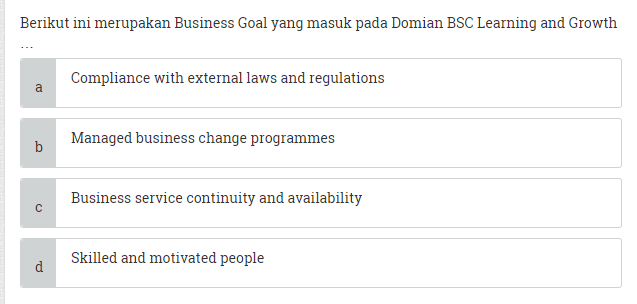 Berikut ini merupakan Business Goal yang masuk pada Domian BSC Learning and Growth
...
a Compliance with external laws and regulations
b Managed business change programmes
c Business service continuity and availability
d Skilled and motivated people